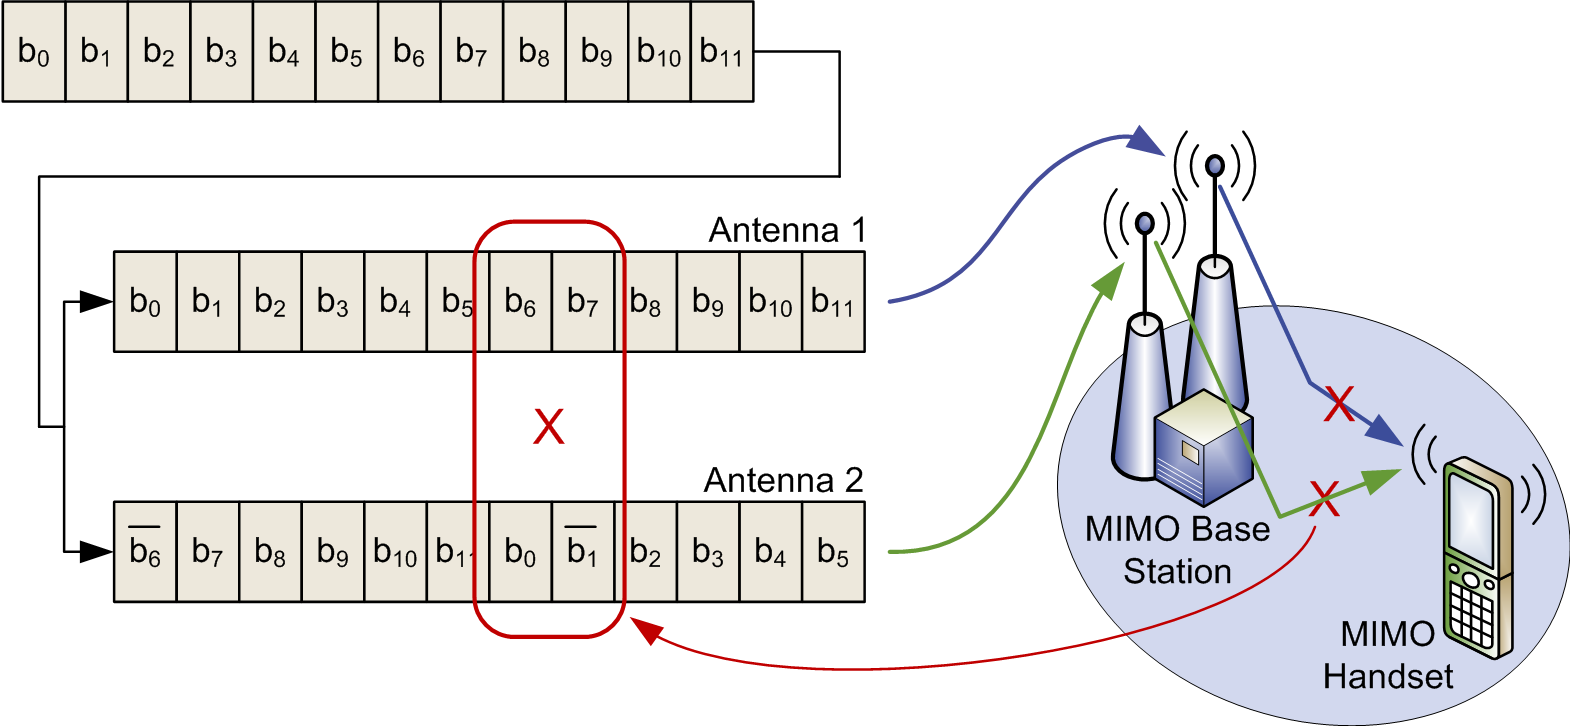 b0 b1 b2 b3 b4 b5 b6 b7 b8 b9 b10 b11
Antenna 1
b0 b1 b2 b3 b4 b5 b6 b7 b8 b9 b10 b11
X
X
Antenna 2
X
b̅6 b7 b8 b9 b10 b11 b0 b̅1 b2 b3 b4 b5
MIMO Base
Station
MIMO
Handset